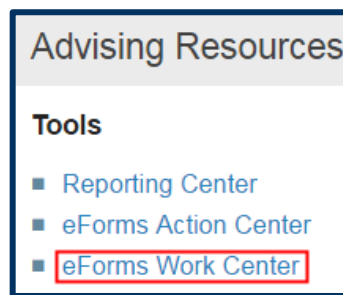 Advising Resources
Tools
Reporting Center
eForms Action Center
eForms Work Center